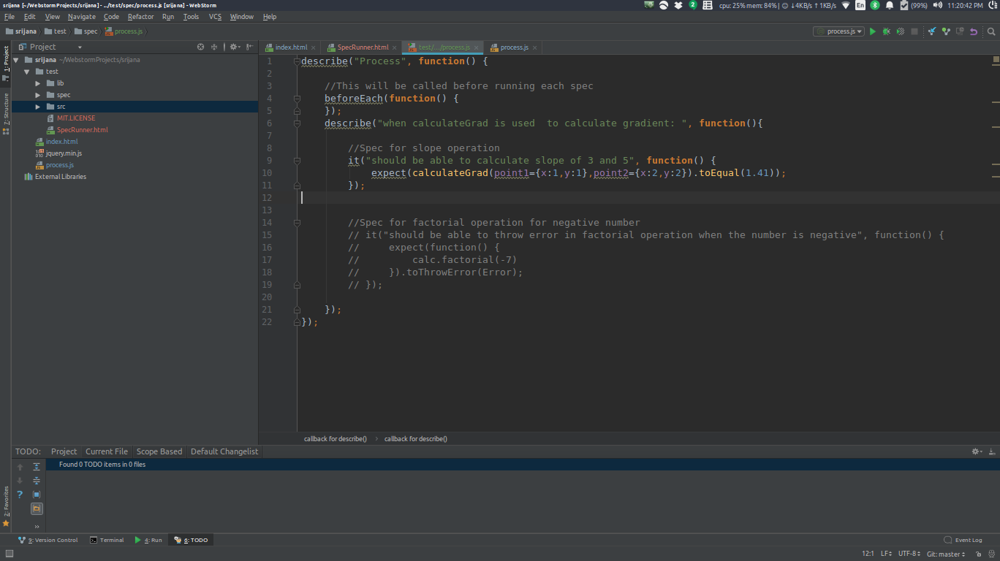 srijana [~/WebstormProjects/srijana] - .../test/spec/process.js [srijana] - WebStorm
2 En cpu: 25% mem: 84% | ↓4KB/s ↑1KB/s (99%) 11:20:42 PM
File Edit View Navigate Code Refactor Run Tools VCS Window Help
srijana test spec process.js
process.js
Project
index.html SpecRunner.html test/.../process.js process.js
1: Project
7: Structure
2: Favorites
srijana ~/WebstormProjects/srijana
test
lib
spec
src
MIT.LICENSE
SpecRunner.html
index.html
jquery.min.js
process.js
External Libraries
1 describe("Process", function() {
2
3 //This will be called before running each spec
4 beforeEach(function() {
5 });
6 describe("when calculateGrad is used  to calculate gradient: ", function(){
7
8 //Spec for slope operation
9 it("should be able to calculate slope of 3 and 5", function() {
10 expect(calculateGrad(point1={x:1,y:1},point2={x:2,y:2}).toEqual(1.41));
11 });
12
13
14 //Spec for factorial operation for negative number
15 // it("should be able to throw error in factorial operation when the number is negative", function() {
16 //     expect(function() {
17 //         calc.factorial(-7)
18 //     }).toThrowError(Error);
19 // });
20
21 });
22 });
callback for describe() callback for describe()
TODO: Project Current File Scope Based Default Changelist
Found 0 TODO items in 0 files
9: Version Control Terminal 4: Run 6: TODO Event Log
12:1 LF UTF-8 Git: master